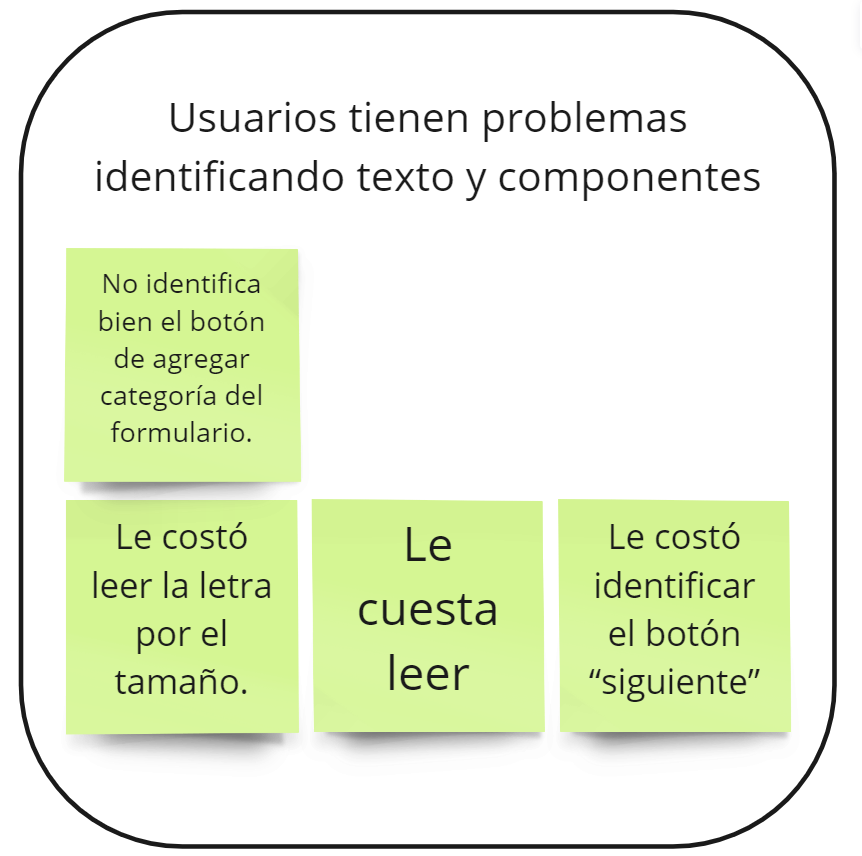 Usuarios tienen problemas
identificando texto y componentes
No identifica
bien el botón
de agregar
categoría del
formulario.
Le costó
leer la letra
por el
tamaño.
Le
cuesta
leer
Le costó
identificar
el botón
“siguiente”